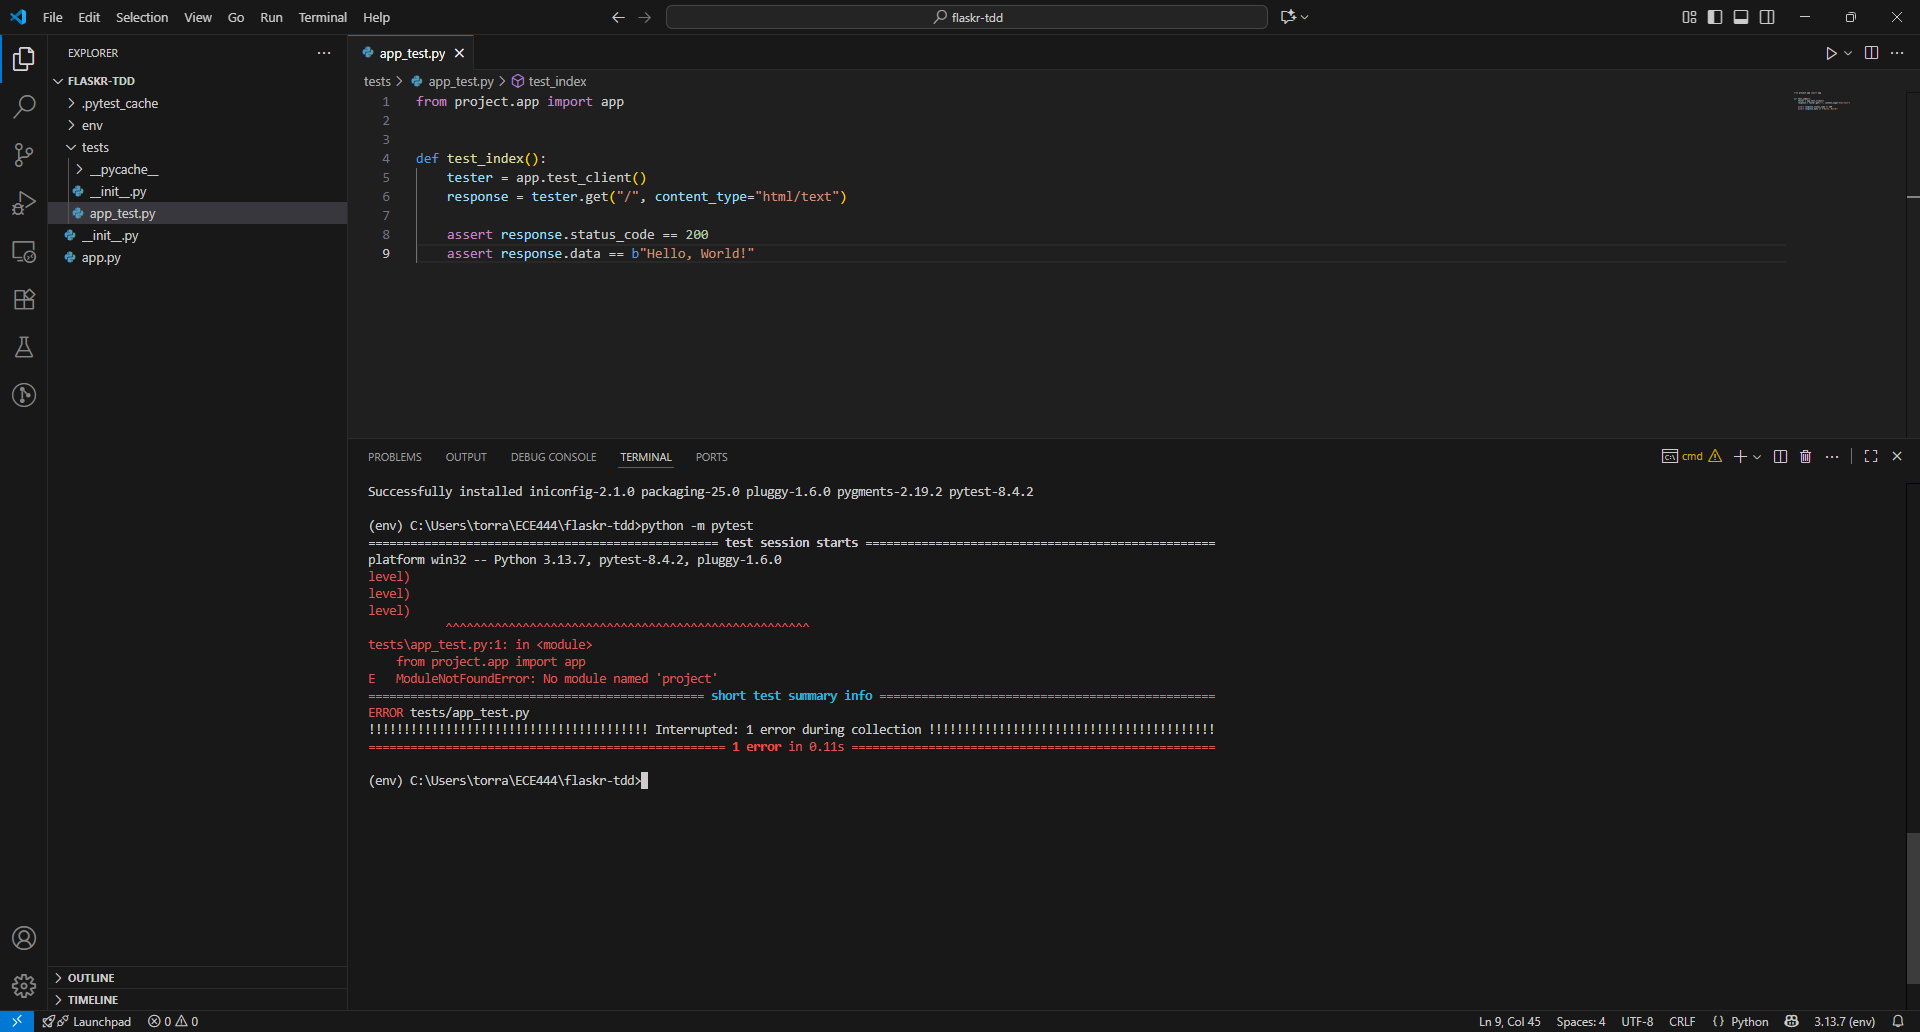 File Edit Selection View Go Run Terminal Help
flaskr-tdd
EXPLORER
FLASKR-TDD
.pytest_cache
env
tests
__pycache__
__init__.py
app_test.py
__init__.py
app.py
OUTLINE
TIMELINE
app_test.py
tests > app_test.py > test_index
1 from project.app import app
2
3
4 def test_index():
5 tester = app.test_client()
6 response = tester.get("/", content_type="html/text")
7
8 assert response.status_code == 200
9 assert response.data == b"Hello, World!"
PROBLEMS OUTPUT DEBUG CONSOLE TERMINAL PORTS
cmd
Successfully installed iniconfig-2.1.0 packaging-25.0 pluggy-1.6.0 pygments-2.19.2 pytest-8.4.2
(env) C:\Users\torra\ECE444\flaskr-tdd>python -m pytest
================================================== test session starts ==================================================
platform win32 -- Python 3.13.7, pytest-8.4.2, pluggy-1.6.0
level)
level)
level)
^^^^^^^^^^^^^^^^^^^^^^^^^^^^^^^^^^^^^^^^^^^^^^^^^^^^
tests\app_test.py:1: in <module>
from project.app import app
E ModuleNotFoundError: No module named 'project'
================================================ short test summary info ================================================
ERROR tests/app_test.py
!!!!!!!!!!!!!!!!!!!!!!!!!!!!!!!!!!!!!!!! Interrupted: 1 error during collection !!!!!!!!!!!!!!!!!!!!!!!!!!!!!!!!!!!!!!!!!
=================================================== 1 error in 0.11s ====================================================
(env) C:\Users\torra\ECE444\flaskr-tdd>
Launchpad 0 0
Ln 9, Col 45 Spaces: 4 UTF-8 CRLF {} Python 3.13.7 (env)